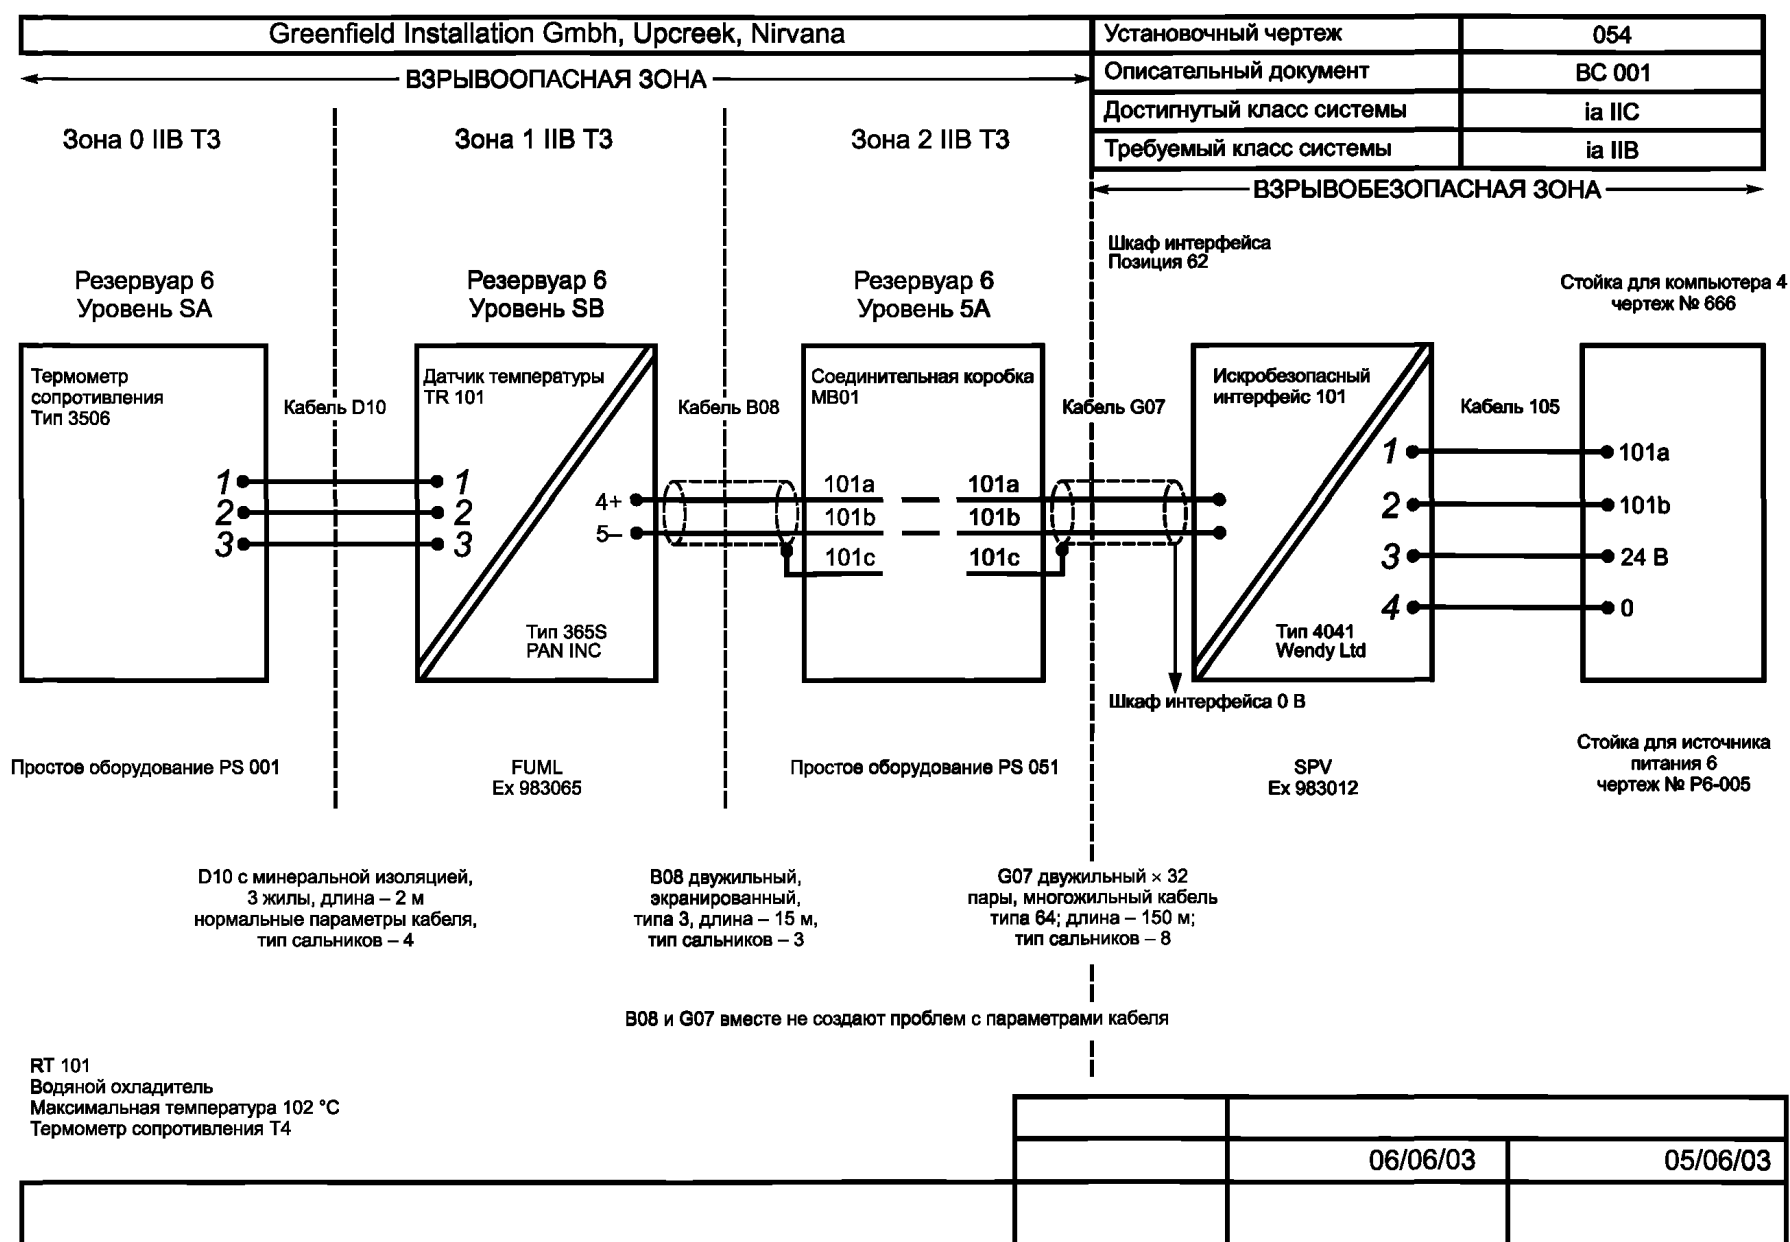 Greenfield Installation Gmbh, Upcreek, Nirvana
Установочный чертеж
054
Описательный документ
ВС 001
Достигнутый класс системы
ia IIC
Требуемый класс системы
ia IIB
ВЗРЫВООПАСНАЯ ЗОНА
ВЗРЫВОБЕЗОПАСНАЯ ЗОНА
Зона 0 IIB T3
Зона 1 IIB T3
Зона 2 IIB T3
Шкаф интерфейса
Позиция 62
Резервуар 6
Уровень SA
Резервуар 6
Уровень SB
Резервуар 6
Уровень 5A
Стойка для компьютера 4
чертеж № 666
Термометр
сопротивления
Тип 3506
Кабель D10
Датчик температуры
TR 101
Кабель B08
Соединительная коробка
MB01
Кабель G07
Искробезопасный
интерфейс 101
Кабель 105
1
2
3
1
2
3
4+
5–
101a
101b
101c
101a
101b
101c
1
2
3
4
101a
101b
24 В
0
Тип 365S
PAN INC
Тип 4041
Wendy Ltd
Шкаф интерфейса 0 В
Простое оборудование PS 001
FUML
Ex 983065
Простое оборудование PS 051
SPV
Ex 983012
Стойка для источника
питания 6
чертеж № P6-005
D10 с минеральной изоляцией,
3 жилы, длина – 2 м
нормальные параметры кабеля,
тип сальников – 4
B08 двужильный,
экранированный,
типа 3, длина – 15 м,
тип сальников – 3
G07 двужильный × 32
пары, многожильный кабель
типа 64; длина – 150 м;
тип сальников – 8
B08 и G07 вместе не создают проблем с параметрами кабеля
RT 101
Водяной охладитель
Максимальная температура 102 °C
Термометр сопротивления T4
06/06/03
05/06/03